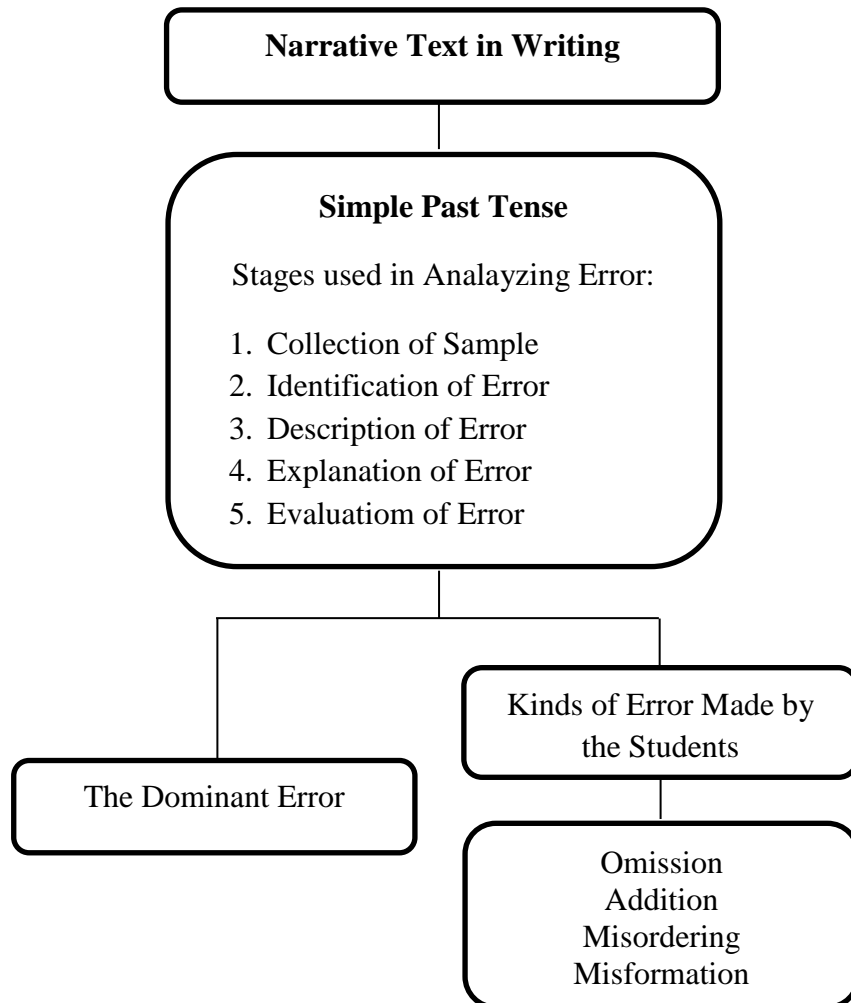 Narrative Text in Writing
Simple Past Tense
Stages used in Analayzing Error:
1. Collection of Sample
2. Identification of Error
3. Description of Error
4. Explanation of Error
5. Evaluatiom of Error
Kinds of Error Made by
the Students
The Dominant Error
Omission
Addition
Misordering
Misformation